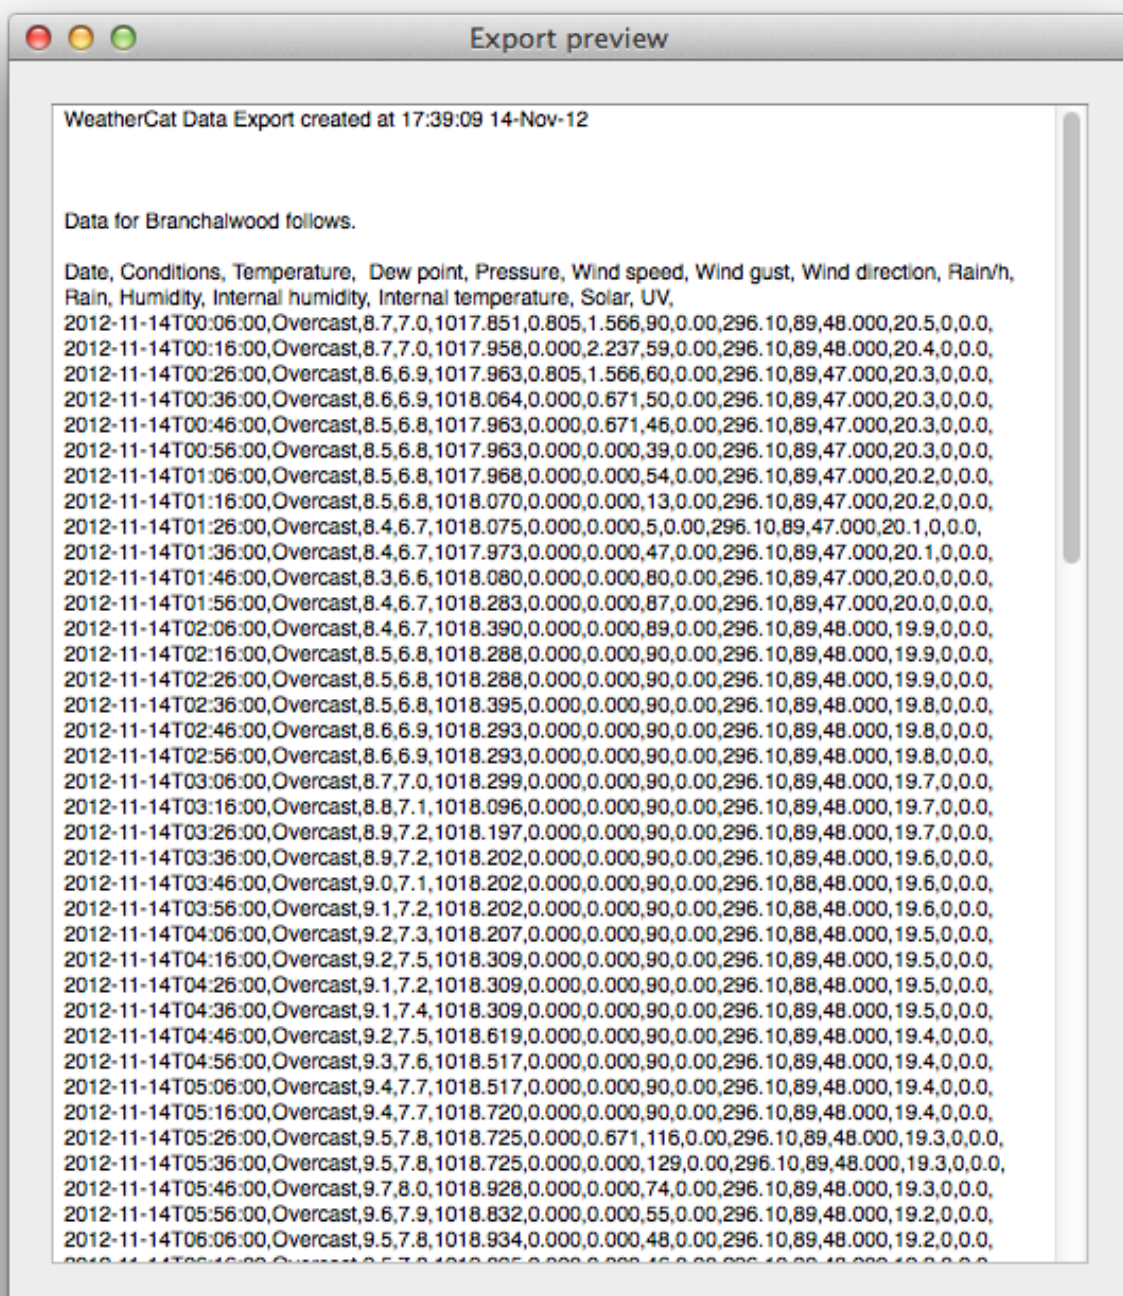 Export preview
WeatherCat Data Export created at 17:39:09 14-Nov-12
Data for Branchalwood follows.
Date, Conditions, Temperature,  Dew point, Pressure, Wind speed, Wind gust, Wind direction, Rain/h,
Rain, Humidity, Internal humidity, Internal temperature, Solar, UV,
2012-11-14T00:06:00,Overcast,8.7,7.0,1017.851,0.805,1.566,90,0.00,296.10,89,48.000,20.5,0,0.0,
2012-11-14T00:16:00,Overcast,8.7,7.0,1017.958,0.000,2.237,59,0.00,296.10,89,48.000,20.4,0,0.0,
2012-11-14T00:26:00,Overcast,8.6,6.9,1017.963,0.805,1.566,60,0.00,296.10,89,47.000,20.3,0,0.0,
2012-11-14T00:36:00,Overcast,8.6,6.9,1018.064,0.000,0.671,50,0.00,296.10,89,47.000,20.3,0,0.0,
2012-11-14T00:46:00,Overcast,8.5,6.8,1017.963,0.000,0.671,46,0.00,296.10,89,47.000,20.3,0,0.0,
2012-11-14T00:56:00,Overcast,8.5,6.8,1017.963,0.000,0.000,39,0.00,296.10,89,47.000,20.3,0,0.0,
2012-11-14T01:06:00,Overcast,8.5,6.8,1017.968,0.000,0.000,54,0.00,296.10,89,47.000,20.2,0,0.0,
2012-11-14T01:16:00,Overcast,8.5,6.8,1018.070,0.000,0.000,13,0.00,296.10,89,47.000,20.2,0,0.0,
2012-11-14T01:26:00,Overcast,8.4,6.7,1018.075,0.000,0.000,5,0.00,296.10,89,47.000,20.1,0,0.0,
2012-11-14T01:36:00,Overcast,8.4,6.7,1017.973,0.000,0.000,47,0.00,296.10,89,47.000,20.1,0,0.0,
2012-11-14T01:46:00,Overcast,8.3,6.6,1018.080,0.000,0.000,80,0.00,296.10,89,47.000,20.0,0,0.0,
2012-11-14T01:56:00,Overcast,8.4,6.7,1018.283,0.000,0.000,87,0.00,296.10,89,47.000,20.0,0,0.0,
2012-11-14T02:06:00,Overcast,8.4,6.7,1018.390,0.000,0.000,89,0.00,296.10,89,48.000,19.9,0,0.0,
2012-11-14T02:16:00,Overcast,8.5,6.8,1018.288,0.000,0.000,90,0.00,296.10,89,48.000,19.9,0,0.0,
2012-11-14T02:26:00,Overcast,8.5,6.8,1018.288,0.000,0.000,90,0.00,296.10,89,48.000,19.9,0,0.0,
2012-11-14T02:36:00,Overcast,8.5,6.8,1018.395,0.000,0.000,90,0.00,296.10,89,48.000,19.8,0,0.0,
2012-11-14T02:46:00,Overcast,8.6,6.9,1018.293,0.000,0.000,90,0.00,296.10,89,48.000,19.8,0,0.0,
2012-11-14T02:56:00,Overcast,8.6,6.9,1018.293,0.000,0.000,90,0.00,296.10,89,48.000,19.8,0,0.0,
2012-11-14T03:06:00,Overcast,8.7,7.0,1018.299,0.000,0.000,90,0.00,296.10,89,48.000,19.7,0,0.0,
2012-11-14T03:16:00,Overcast,8.8,7.1,1018.096,0.000,0.000,90,0.00,296.10,89,48.000,19.7,0,0.0,
2012-11-14T03:26:00,Overcast,8.9,7.2,1018.197,0.000,0.000,90,0.00,296.10,89,48.000,19.7,0,0.0,
2012-11-14T03:36:00,Overcast,8.9,7.2,1018.202,0.000,0.000,90,0.00,296.10,89,48.000,19.6,0,0.0,
2012-11-14T03:46:00,Overcast,9.0,7.1,1018.202,0.000,0.000,90,0.00,296.10,88,48.000,19.6,0,0.0,
2012-11-14T03:56:00,Overcast,9.1,7.2,1018.202,0.000,0.000,90,0.00,296.10,88,48.000,19.6,0,0.0,
2012-11-14T04:06:00,Overcast,9.2,7.3,1018.207,0.000,0.000,90,0.00,296.10,88,48.000,19.5,0,0.0,
2012-11-14T04:16:00,Overcast,9.2,7.5,1018.309,0.000,0.000,90,0.00,296.10,89,48.000,19.5,0,0.0,
2012-11-14T04:26:00,Overcast,9.1,7.2,1018.309,0.000,0.000,90,0.00,296.10,88,48.000,19.5,0,0.0,
2012-11-14T04:36:00,Overcast,9.1,7.4,1018.309,0.000,0.000,90,0.00,296.10,89,48.000,19.5,0,0.0,
2012-11-14T04:46:00,Overcast,9.2,7.5,1018.619,0.000,0.000,90,0.00,296.10,89,48.000,19.4,0,0.0,
2012-11-14T04:56:00,Overcast,9.3,7.6,1018.517,0.000,0.000,90,0.00,296.10,89,48.000,19.4,0,0.0,
2012-11-14T05:06:00,Overcast,9.4,7.7,1018.517,0.000,0.000,90,0.00,296.10,89,48.000,19.4,0,0.0,
2012-11-14T05:16:00,Overcast,9.4,7.7,1018.720,0.000,0.000,90,0.00,296.10,89,48.000,19.4,0,0.0,
2012-11-14T05:26:00,Overcast,9.5,7.8,1018.725,0.000,0.671,116,0.00,296.10,89,48.000,19.3,0,0.0,
2012-11-14T05:36:00,Overcast,9.5,7.8,1018.725,0.000,0.000,129,0.00,296.10,89,48.000,19.3,0,0.0,
2012-11-14T05:46:00,Overcast,9.7,8.0,1018.928,0.000,0.000,74,0.00,296.10,89,48.000,19.3,0,0.0,
2012-11-14T05:56:00,Overcast,9.6,7.9,1018.832,0.000,0.000,55,0.00,296.10,89,48.000,19.2,0,0.0,
2012-11-14T06:06:00,Overcast,9.5,7.8,1018.934,0.000,0.000,48,0.00,296.10,89,48.000,19.2,0,0.0,